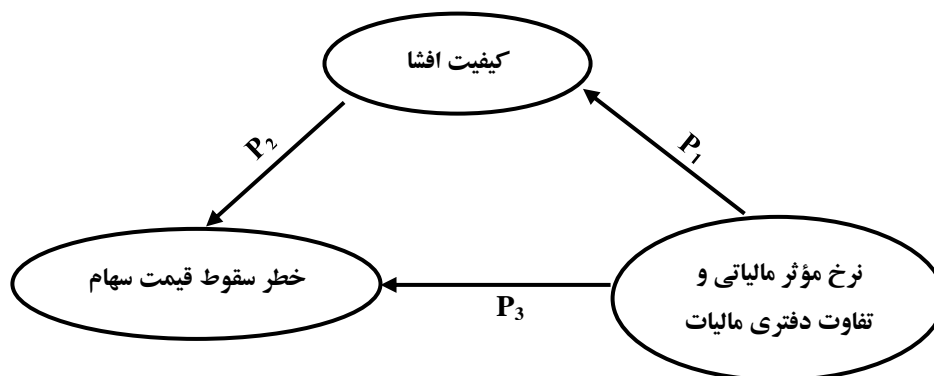 کیفیت افشا
P2
P1
خطر سقوط قیمت سهام
نرخ مؤثر مالیاتی و
تفاوت دفتری مالیات
P3